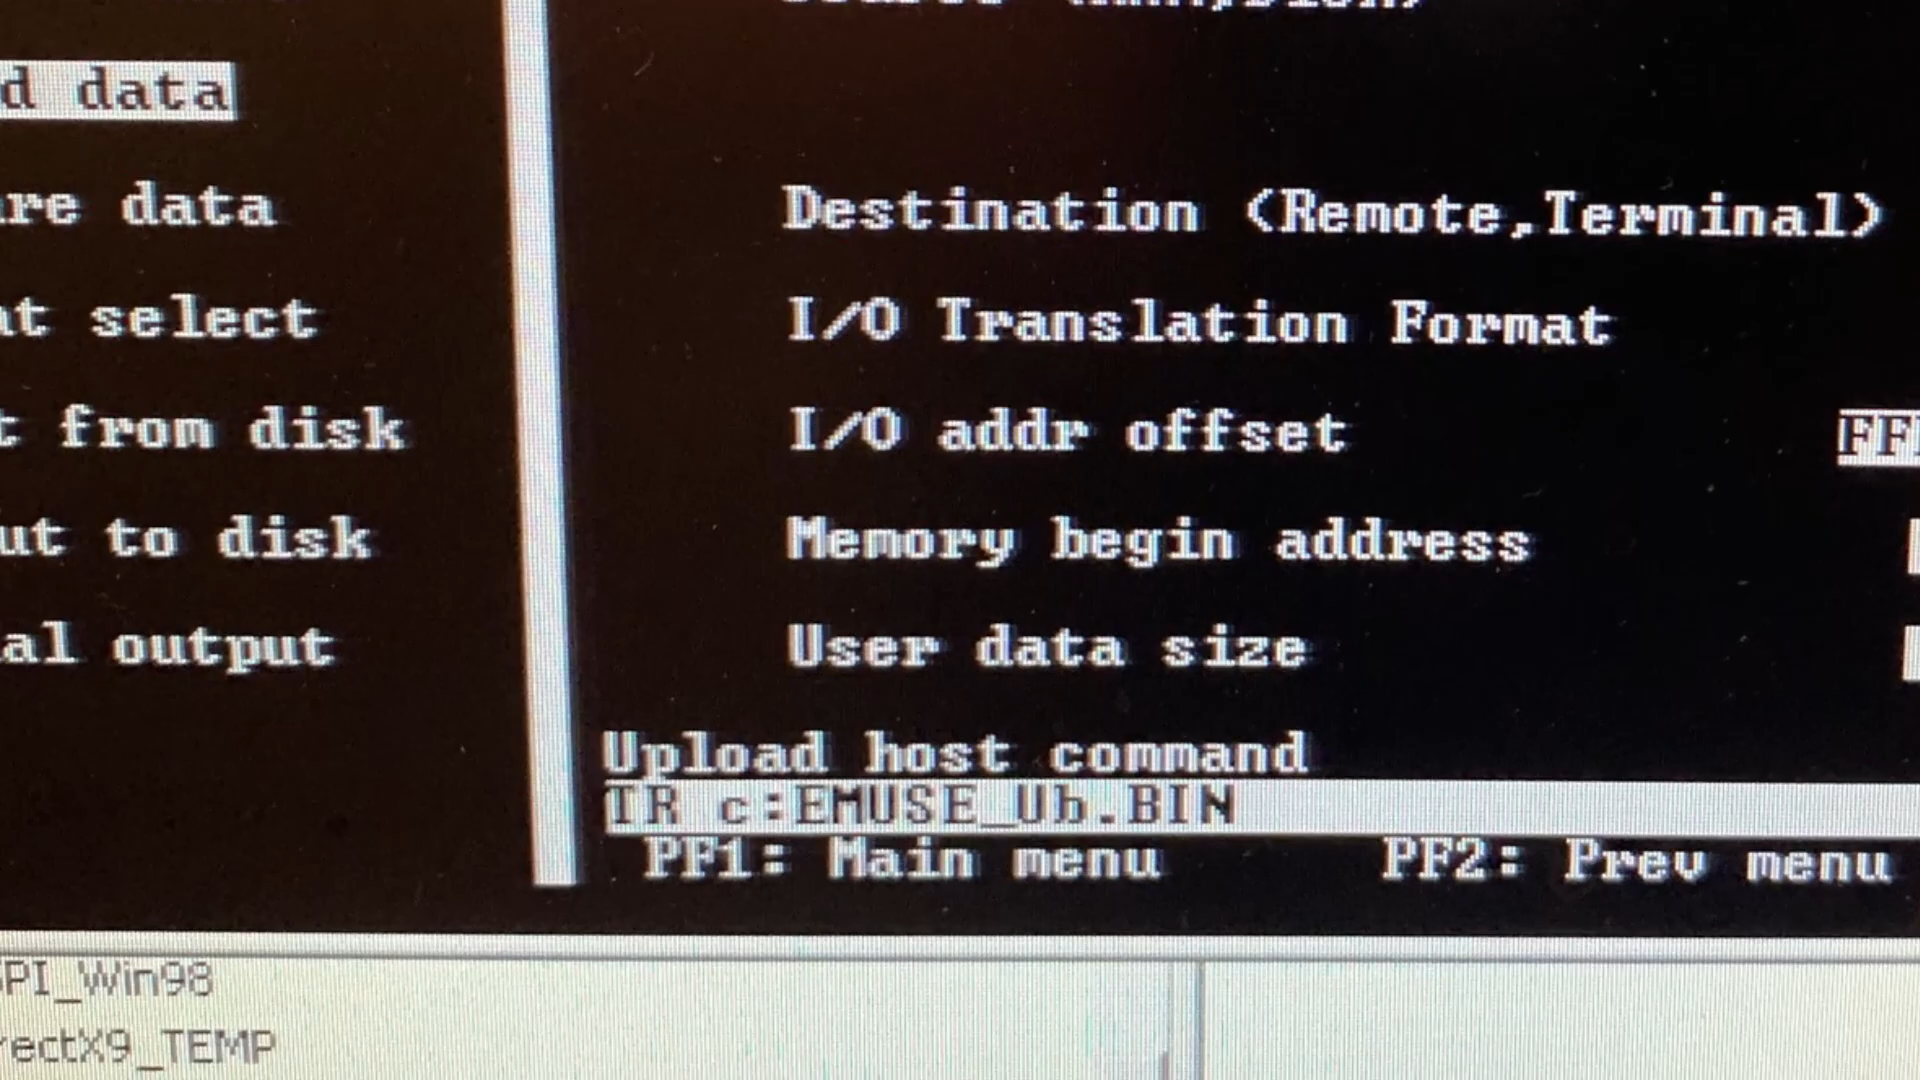 d data
re data
t select
t from disk
ut to disk
al output
Destination (Remote,Terminal)
I/O Translation Format
I/O addr offset
Memory begin address
User data size
Upload host command
TR c:EMUSE_Ub.BIN
PF1: Main menu PF2: Prev menu
PI_Win98
rectX9_TEMP